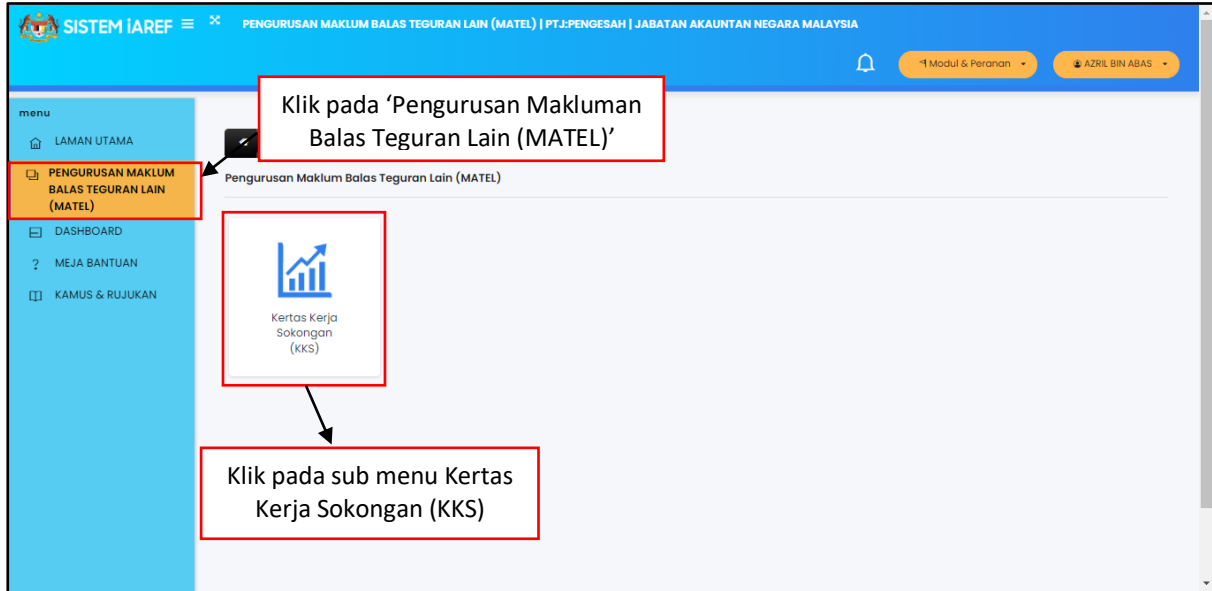 SISTEM iAREF
PENGURUSAN MAKLUM BALAS TEGURAN LAIN (MATEL) | PTJ:PENGESAH | JABATAN AKAUNTAN NEGARA MALAYSIA
Modul & Peranan
AZRIL BIN ABAS
Klik pada ‘Pengurusan Makluman
Balas Teguran Lain (MATEL)’
menu
LAMAN UTAMA
PENGURUSAN MAKLUM
BALAS TEGURAN LAIN
(MATEL)
DASHBOARD
MEJA BANTUAN
KAMUS & RUJUKAN
Pengurusan Maklum Balas Teguran Lain (MATEL)
Kertas Kerja
Sokongan
(KKS)
Klik pada sub menu Kertas
Kerja Sokongan (KKS)